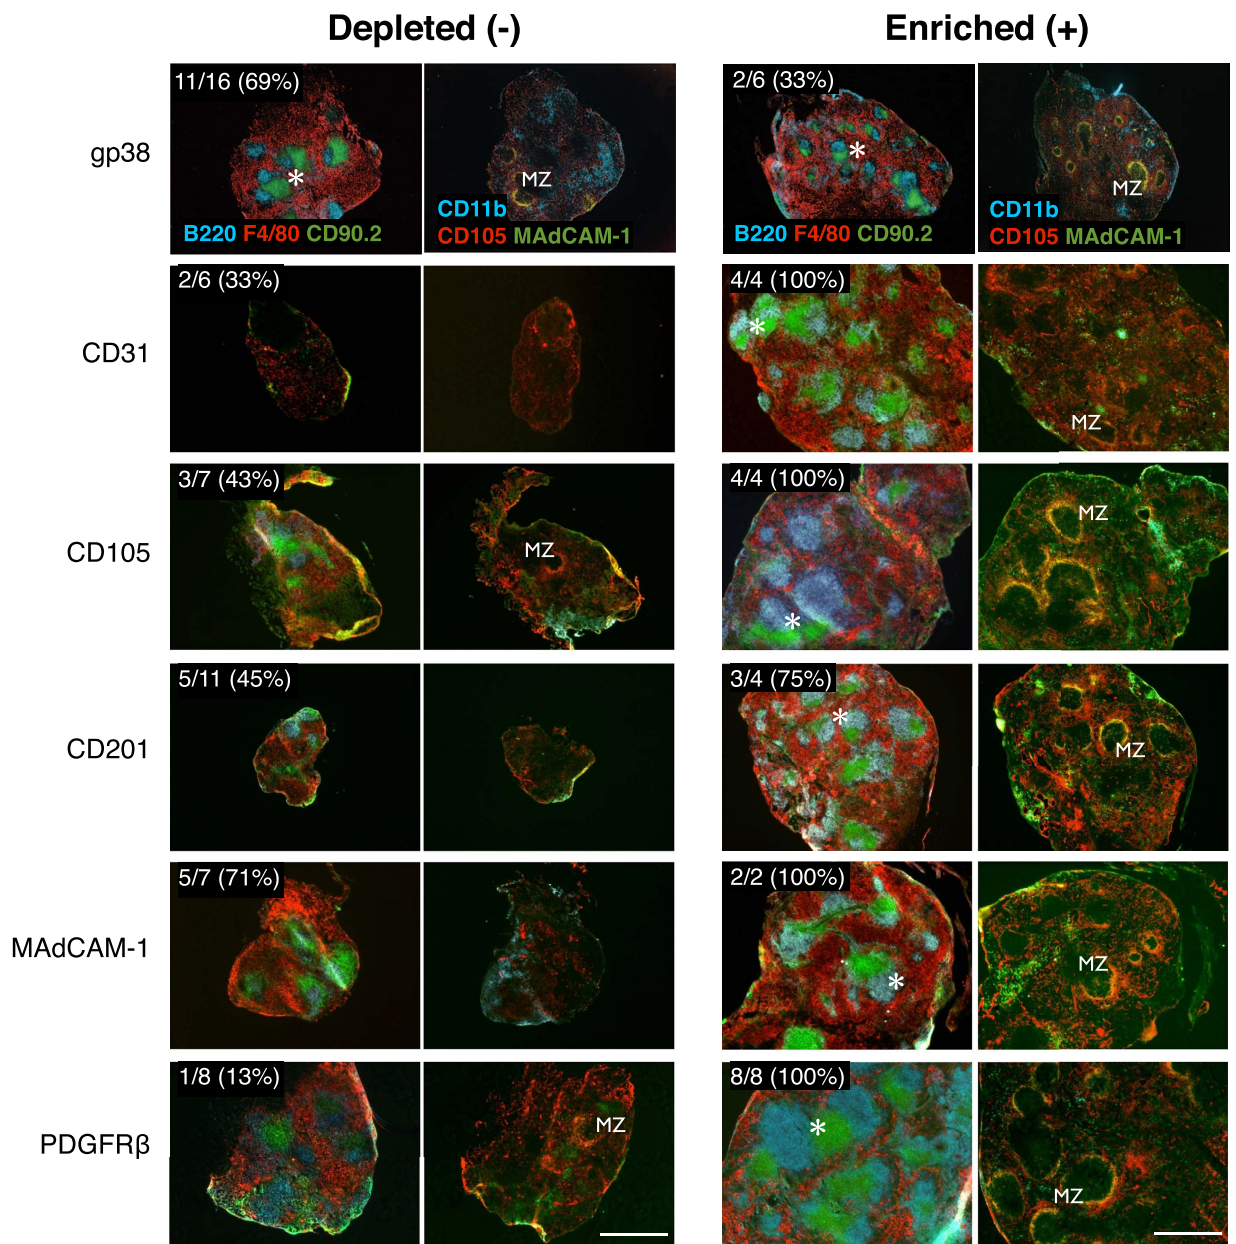 Depleted (-) Enriched (+)
gp38
11/16 (69%)
*
B220 F4/80 CD90.2
MZ
CD11b
CD105 MAdCAM-1
2/6 (33%)
*
B220 F4/80 CD90.2
MZ
CD11b
CD105 MAdCAM-1
CD31
2/6 (33%)
4/4 (100%)
*
MZ
CD105
3/7 (43%)
MZ
4/4 (100%)
*
MZ
CD201
5/11 (45%)
3/4 (75%)
*
MZ
MAdCAM-1
5/7 (71%)
2/2 (100%)
*
MZ
PDGFRβ
1/8 (13%)
MZ
8/8 (100%)
*
MZ